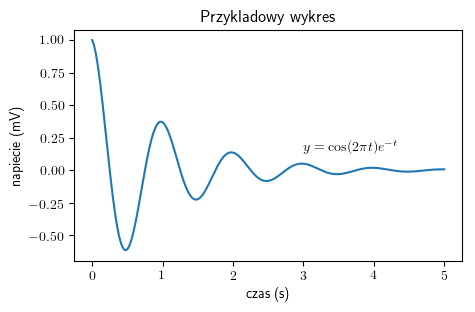 Przykladowy wykres
1.00
0.75
0.50
0.25
0.00
−0.50
−0.25
y = cos(2πt)e^{−t}
napiecie (mV)
0 1 2 3 4 5
czas (s)